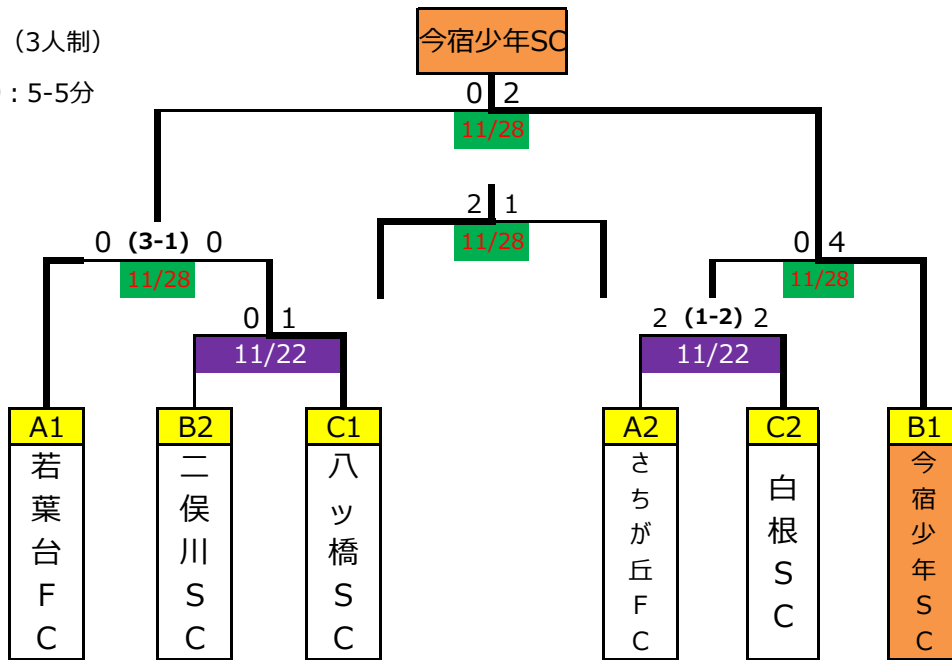 (3人制)
今宿少年SC
: 5-5分
0 2
11/28
2 1
11/28
0 (3-1) 0
11/28
0 4
11/28
0 1
11/22
2 (1-2) 2
11/22
A1
B2
C1
A2
C2
B1
若葉台FC
二俣川SC
八ッ橋SC
さちが丘FC
白根SC
今宿少年SC